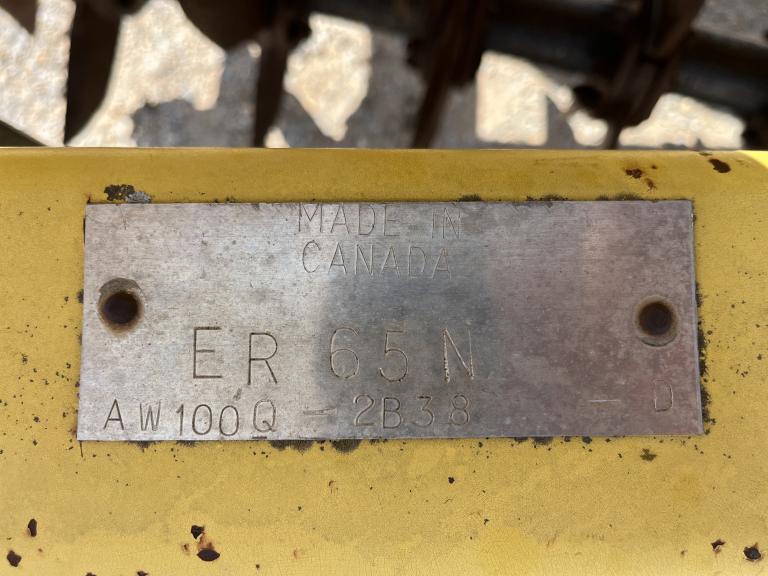 MADE IN
CANADA
ER 65 N
AW100Q - 2B38 - D